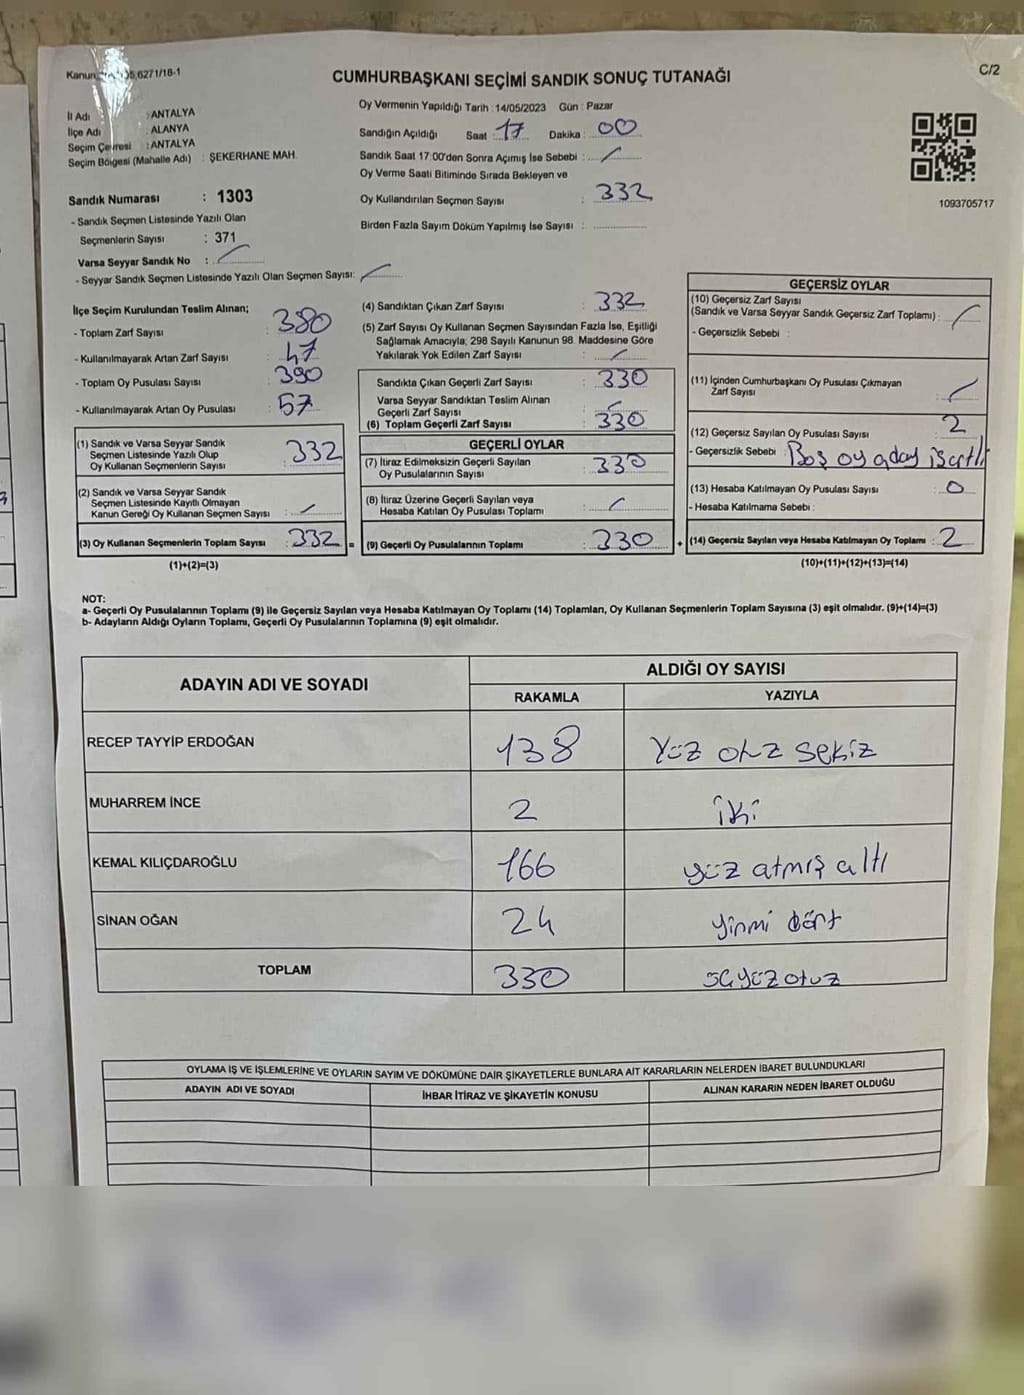 Kanun 6271/18-1
C/2
CUMHURBAŞKANI SEÇİMİ SANDIK SONUÇ TUTANAĞI
İl Adı : ANTALYA
İlçe Adı : ALANYA
Seçim Çevresi : ANTALYA
Seçim Bölgesi (Mahalle Adı) : ŞEKERHANE MAH.
Sandık Numarası : 1303
- Sandık Seçmen Listesinde Yazılı Olan
Seçmenlerin Sayısı : 371
Varsa Seyyar Sandık No :
- Seyyar Sandık Seçmen Listesinde Yazılı Olan Seçmen Sayısı:
Oy Vermenin Yapıldığı Tarih : 14/05/2023 Gün : Pazar
Sandığın Açıldığı Saat : 17 Dakika : 00
Sandık Saat 17:00'den Sonra Açımış İse Sebebi :
Oy Verme Saati Bitiminde Sırada Bekleyen ve
Oy Kullandırılan Seçmen Sayısı : 332
Birden Fazla Sayım Döküm Yapılmış İse Sayısı :
1093705717
İlçe Seçim Kurulundan Teslim Alınan;
- Toplam Zarf Sayısı : 380
- Kullanılmayarak Artan Zarf Sayısı : 47
- Toplam Oy Pusulası Sayısı : 390
- Kullanılmayarak Artan Oy Pusulası : 57
(1) Sandık ve Varsa Seyyar Sandık
Seçmen Listesinde Yazılı Olup
Oy Kullanan Seçmenlerin Sayısı : 332
(2) Sandık ve Varsa Seyyar Sandık
Seçmen Listesinde Kayıtlı Olmayan
Kanun Gereği Oy Kullanan Seçmen Sayısı :
(3) Oy Kullanan Seçmenlerin Toplam Sayısı : 332 =
(1)+(2)=(3)
(4) Sandıktan Çıkan Zarf Sayısı : 332
(5) Zarf Sayısı Oy Kullanan Seçmen Sayısından Fazla İse, Eşitliği
Sağlamak Amacıyla, 298 Sayılı Kanunun 98. Maddesine Göre
Yakılarak Yok Edilen Zarf Sayısı :
Sandıkta Çıkan Geçerli Zarf Sayısı : 330
Varsa Seyyar Sandıktan Teslim Alınan
Geçerli Zarf Sayısı :
(6) Toplam Geçerli Zarf Sayısı : 330
GEÇERLİ OYLAR
(7) İtiraz Edilmeksizin Geçerli Sayılan
Oy Pusulalarının Sayısı : 330
(8) İtiraz Üzerine Geçerli Sayılan veya
Hesaba Katılan Oy Pusulası Toplamı :
(9) Geçerli Oy Pusulalarının Toplamı : 330 +
GEÇERSİZ OYLAR
(10) Geçersiz Zarf Sayısı
(Sandık ve Varsa Seyyar Sandık Geçersiz Zarf Toplamı) :
- Geçersizlik Sebebi :
(11) İçinden Cumhurbaşkanı Oy Pusulası Çıkmayan
Zarf Sayısı :
(12) Geçersiz Sayılan Oy Pusulası Sayısı : 2
- Geçersizlik Sebebi : Boş oy aday işartlı
(13) Hesaba Katılmayan Oy Pusulası Sayısı : 0
- Hesaba Katılmama Sebebi :
(14) Geçersiz Sayılan veya Hesaba Katılmayan Oy Toplamı : 2
(10)+(11)+(12)+(13)=(14)
NOT:
a- Geçerli Oy Pusulalarının Toplamı (9) ile Geçersiz Sayılan veya Hesaba Katılmayan Oy Toplamı (14) Toplamları, Oy Kullanan Seçmenlerin Toplam Sayısına (3) eşit olmalıdır. (9)+(14)=(3)
b- Adayların Aldığı Oyların Toplamı, Geçerli Oy Pusulalarının Toplamına (9) eşit olmalıdır.
ADAYIN ADI VE SOYADI ALDIĞI OY SAYISI
RAKAMLA YAZIYLA
RECEP TAYYİP ERDOĞAN 138 Yüz otuz sekiz
MUHARREM İNCE 2 iki
KEMAL KILIÇDAROĞLU 166 yüz atmış altı
SİNAN OĞAN 24 yinmi dört
TOPLAM 330 üçyüz otuz
OYLAMA İŞ VE İŞLEMLERİNE VE OYLARIN SAYIM VE DÖKÜMÜNE DAİR ŞİKAYETLERLE BUNLARA AİT KARARLARIN NELERDEN İBARET BULUNDUKLARI
ADAYIN ADI VE SOYADI İHBAR İTİRAZ VE ŞİKAYETİN KONUSU ALINAN KARARIN NEDEN İBARET OLDUĞU